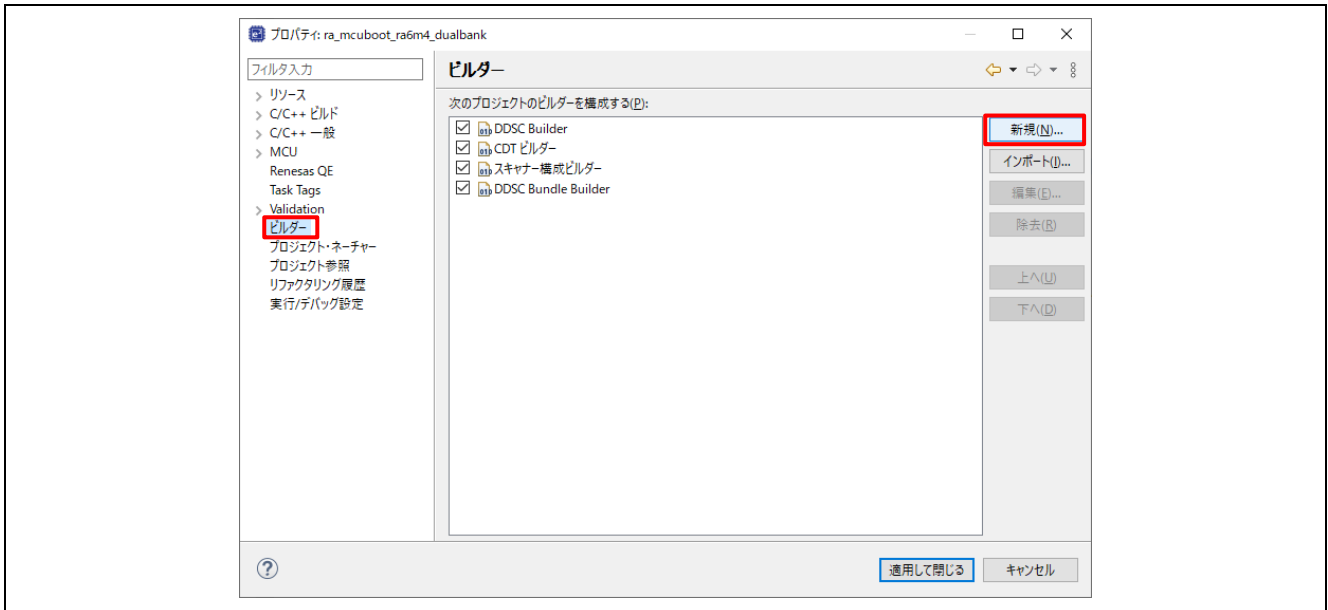 プロパティ: ra_mcuboot_ra6m4_dualbank
フィルタ入力
ビルダー
リソース
C/C++ ビルド
C/C++ 一般
MCU
Renesas QE
Task Tags
Validation
ビルダー
プロジェクト・ネーチャー
プロジェクト参照
リファクタリング履歴
実行/デバッグ設定
次のプロジェクトのビルダーを構成する(P):
DDSC Builder
CDT ビルダー
スキャナー構成ビルダー
DDSC Bundle Builder
新規(N)...
インポート(I)...
編集(E)...
除去(R)
上へ(U)
下へ(D)
適用して閉じる
キャンセル